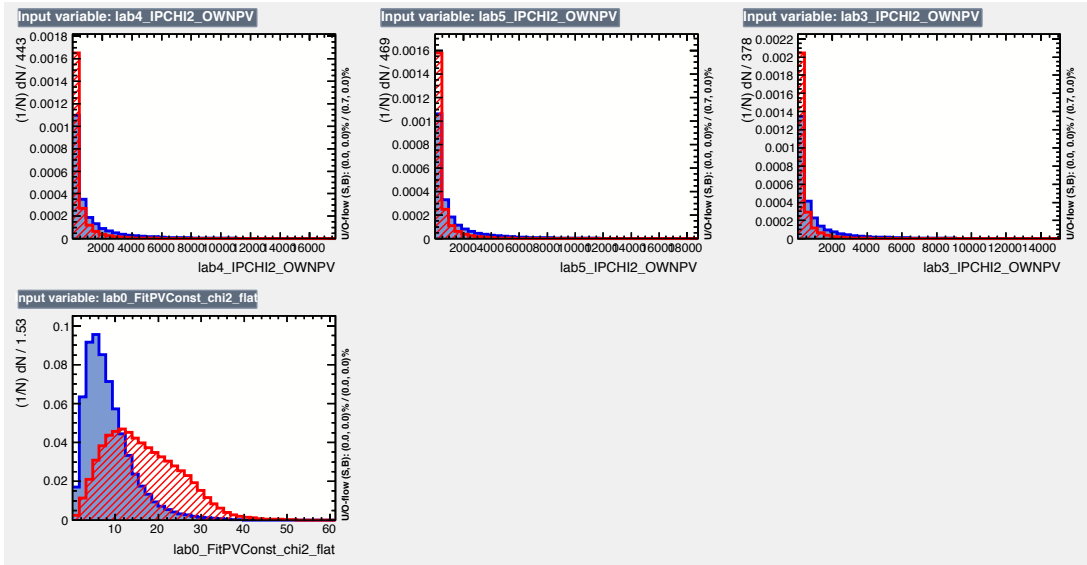 Input variable: lab4_IPCHI2_OWNPV
(1/N) dN / 443
0.0018
0.0016
0.0014
0.0012
0.001
0.0008
0.0006
0.0004
0.0002
0
2000 4000 6000 8000 10000 12000 14000 16000
lab4_IPCHI2_OWNPV
U/O-flow (S,B): (0.0, 0.0)% / (0.7, 0.0)%
Input variable: lab5_IPCHI2_OWNPV
(1/N) dN / 469
0.0016
0.0014
0.0012
0.001
0.0008
0.0006
0.0004
0.0002
0
2000 4000 6000 8000 10000 12000 14000 16000 18000
lab5_IPCHI2_OWNPV
U/O-flow (S,B): (0.0, 0.0)% / (0.7, 0.0)%
Input variable: lab3_IPCHI2_OWNPV
(1/N) dN / 378
0.0022
0.002
0.0018
0.0016
0.0014
0.0012
0.001
0.0008
0.0006
0.0004
0.0002
0
2000 4000 6000 8000 10000 12000 14000
lab3_IPCHI2_OWNPV
U/O-flow (S,B): (0.0, 0.0)% / (0.7, 0.0)%
nput variable: lab0_FitPVConst_chi2_flat
(1/N) dN / 1.53
0.1
0.08
0.06
0.04
0.02
0
10 20 30 40 50 60
lab0_FitPVConst_chi2_flat
U/O-flow (S,B): (0.0, 0.0)% / (0.0, 0.0)%